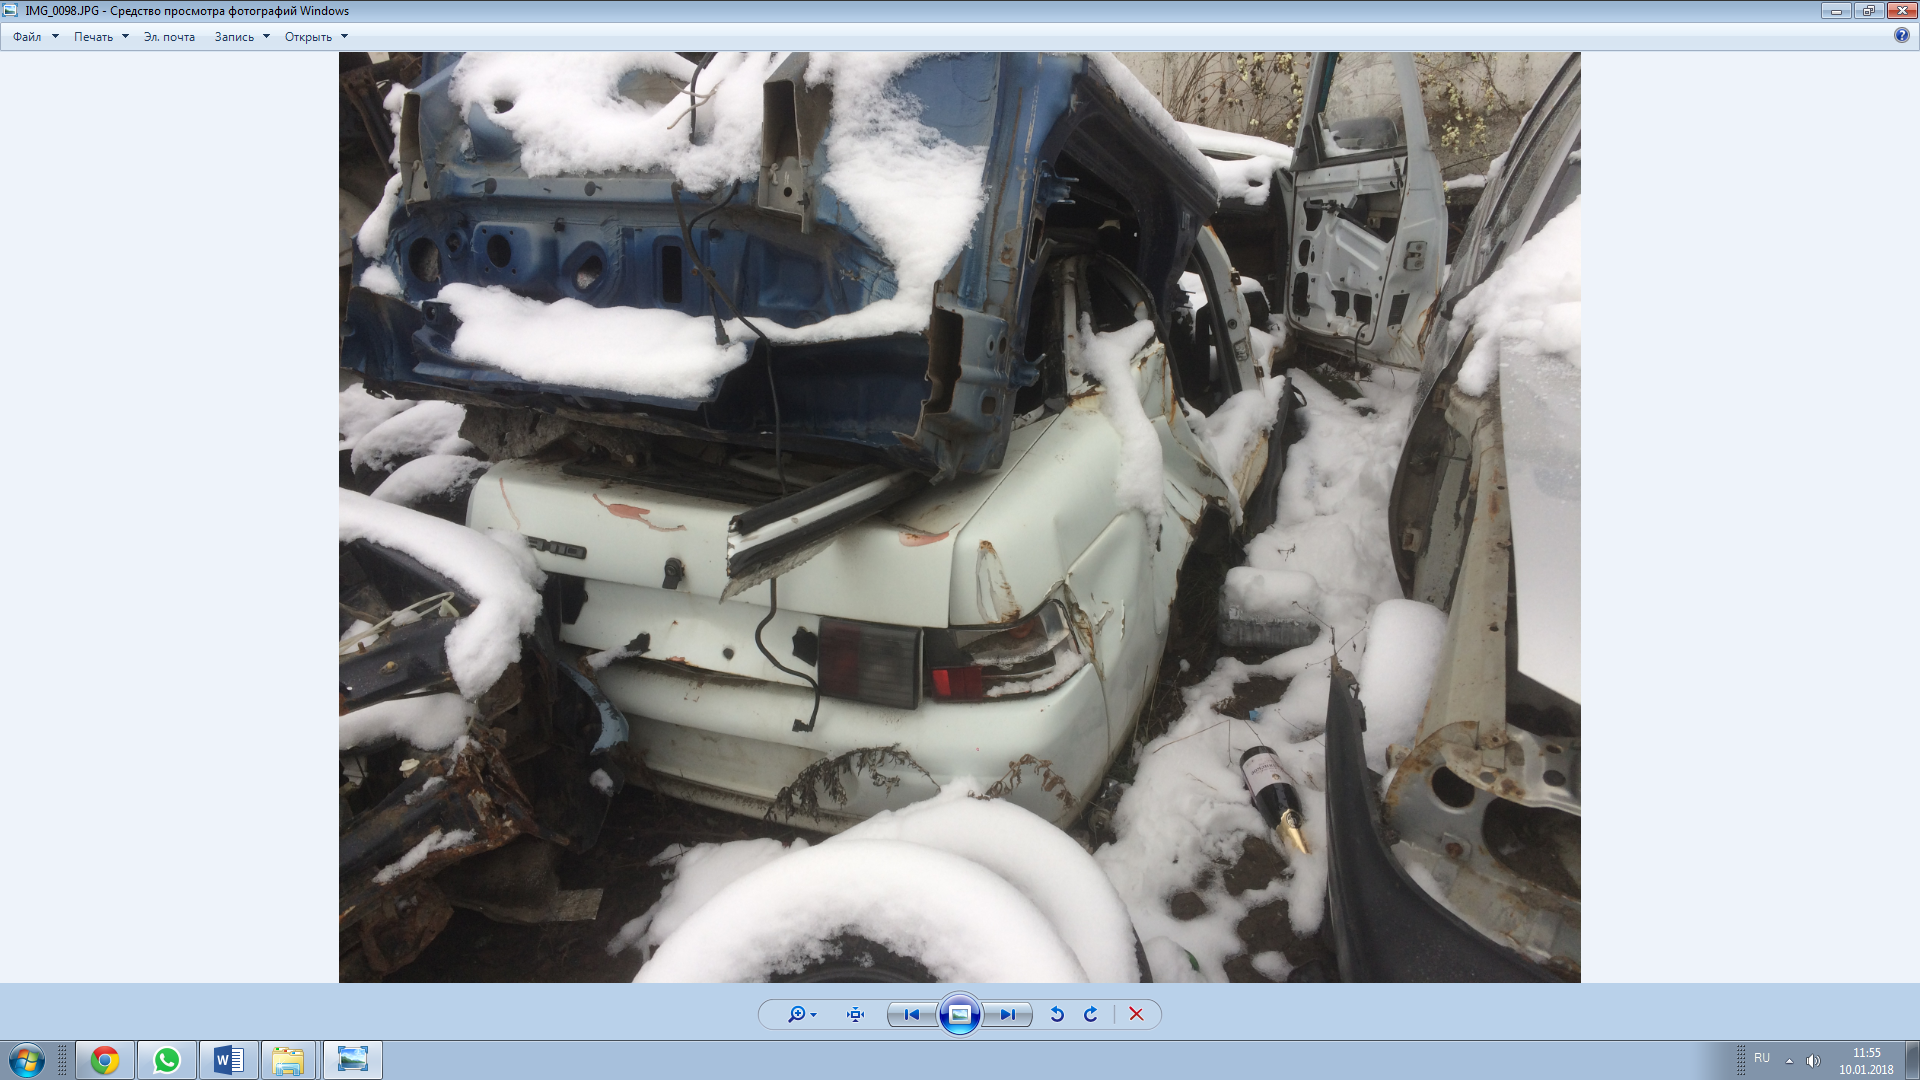 IMG_0098.JPG - Средство просмотра фотографий Windows
Файл Печать Эл. почта Запись Открыть
RU
11:55
10.01.2018